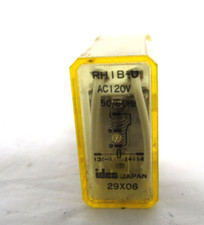 RH1B-U
AC120V
50/60Hz
idec JAPAN
29X06